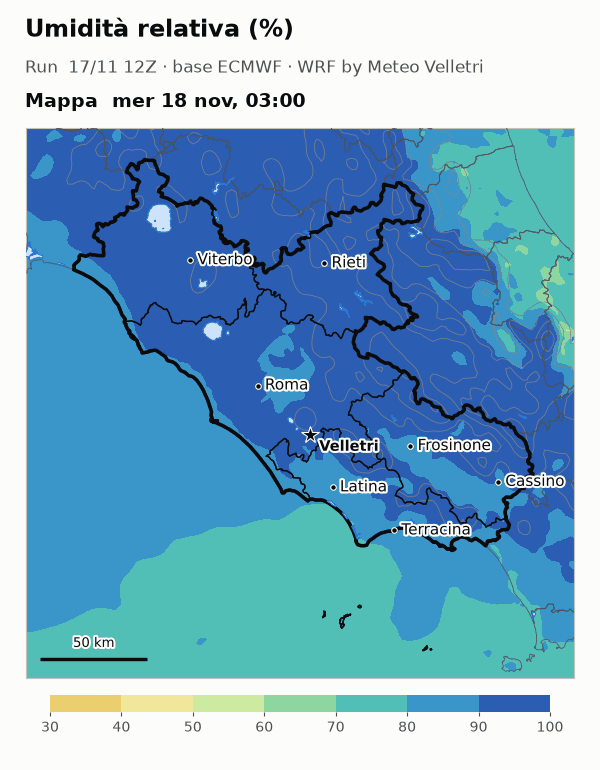 Umidità relativa (%)
Run 17/11 12Z · base ECMWF · WRF by Meteo Velletri
Mappa mer 18 nov, 03:00
Viterbo
Rieti
Roma
Velletri
Frosinone
Latina
Cassino
Terracina
50 km
30 40 50 60 70 80 90 100